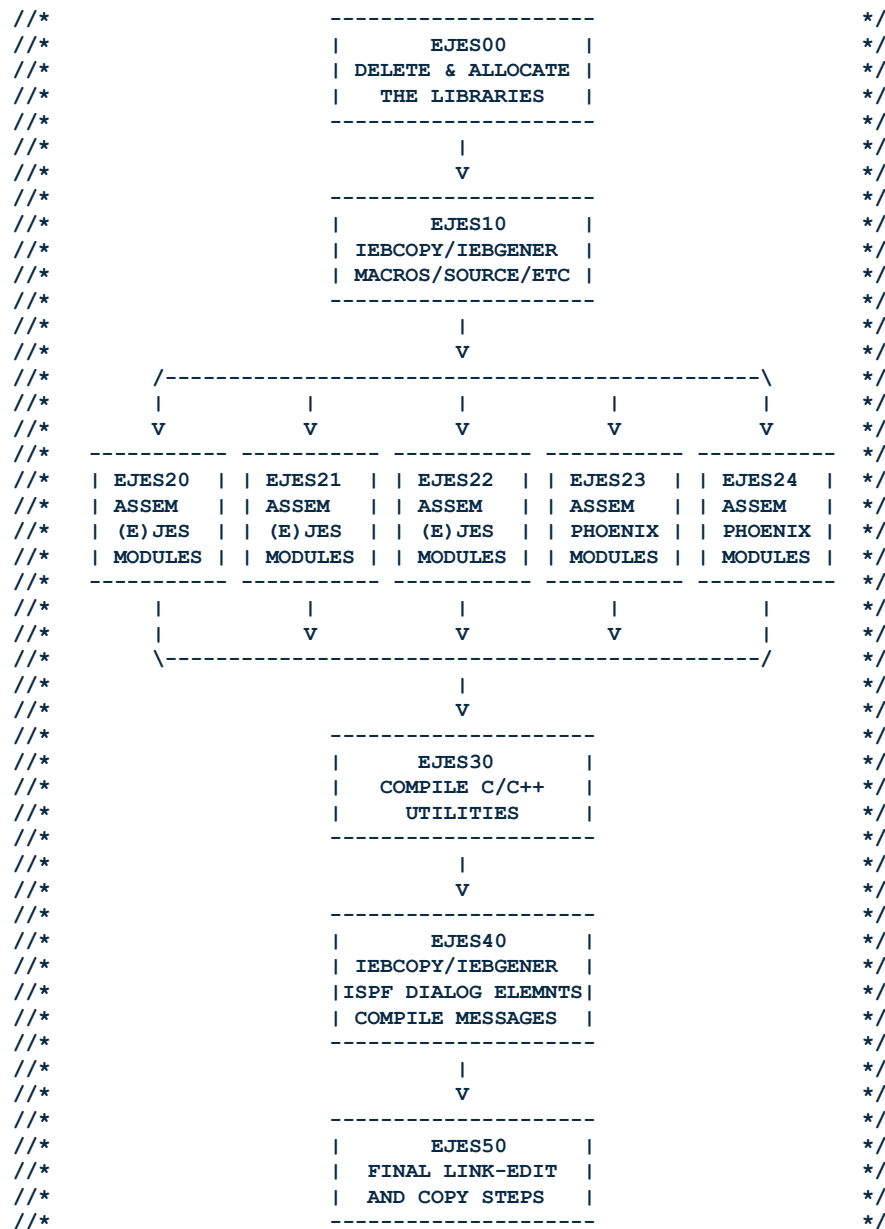 //*                      ---------------------                     */
//*                      |       EJES00      |                     */
//*                      | DELETE & ALLOCATE |                     */
//*                      |   THE LIBRARIES   |                     */
//*                      ---------------------                     */
//*                                |                               */
//*                                V                               */
//*                      ---------------------                     */
//*                      |       EJES10      |                     */
//*                      | IEBCOPY/IEBGENER  |                     */
//*                      | MACROS/SOURCE/ETC |                     */
//*                      ---------------------                     */
//*                                |                               */
//*                                V                               */
//*        /-----------------------------------------------\       */
//*        |           |           |           |           |       */
//*        V           V           V           V           V       */
//*   ----------- ----------- ----------- ----------- -----------  */
//*   | EJES20  | | EJES21  | | EJES22  | | EJES23  | | EJES24  |  */
//*   | ASSEM   | | ASSEM   | | ASSEM   | | ASSEM   | | ASSEM   |  */
//*   | (E)JES  | | (E)JES  | | (E)JES  | | PHOENIX | | PHOENIX |  */
//*   | MODULES | | MODULES | | MODULES | | MODULES | | MODULES |  */
//*   ----------- ----------- ----------- ----------- -----------  */
//*        |           |           |           |           |       */
//*        |           V           V           V           |       */
//*        \-----------------------------------------------/       */
//*                                |                               */
//*                                V                               */
//*                      ---------------------                     */
//*                      |      EJES30       |                     */
//*                      |   COMPILE C/C++   |                     */
//*                      |     UTILITIES     |                     */
//*                      ---------------------                     */
//*                                |                               */
//*                                V                               */
//*                      ---------------------                     */
//*                      |       EJES40      |                     */
//*                      | IEBCOPY/IEBGENER  |                     */
//*                      |ISPF DIALOG ELEMNTS|                     */
//*                      | COMPILE MESSAGES  |                     */
//*                      ---------------------                     */
//*                                |                               */
//*                                V                               */
//*                      ---------------------                     */
//*                      |       EJES50      |                     */
//*                      |  FINAL LINK-EDIT  |                     */
//*                      |  AND COPY STEPS   |                     */
//*                      ---------------------                     */